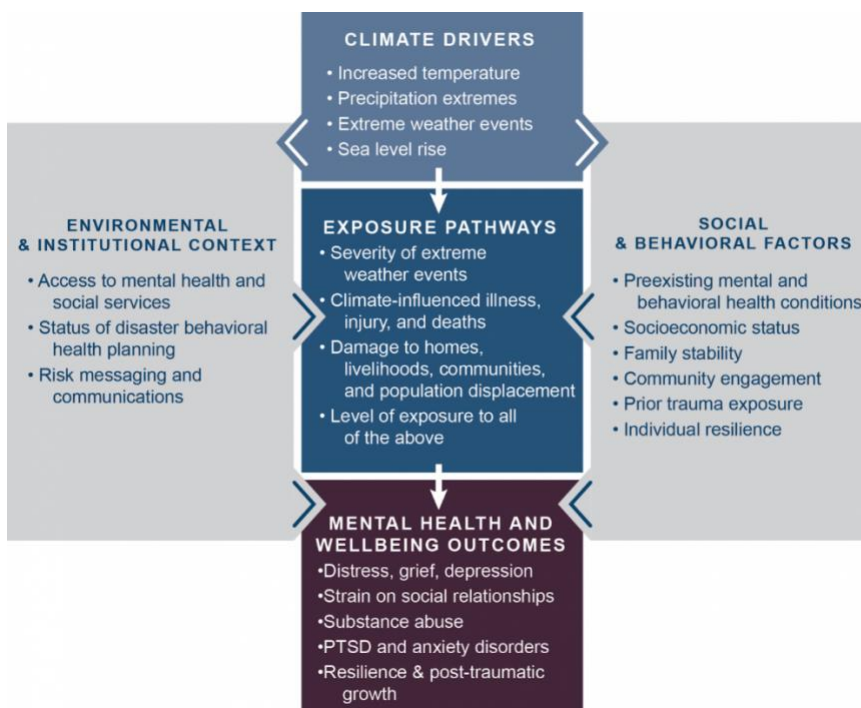 CLIMATE DRIVERS
• Increased temperature
• Precipitation extremes
• Extreme weather events
• Sea level rise
ENVIRONMENTAL
& INSTITUTIONAL CONTEXT
• Access to mental health and
social services
• Status of disaster behavioral
health planning
• Risk messaging and
communications
EXPOSURE PATHWAYS
• Severity of extreme
weather events
• Climate-influenced illness,
injury, and deaths
• Damage to homes,
livelihoods, communities,
and population displacement
• Level of exposure to all
of the above
SOCIAL
& BEHAVIORAL FACTORS
• Preexisting mental and
behavioral health conditions
• Socioeconomic status
• Family stability
• Community engagement
• Prior trauma exposure
• Individual resilience
MENTAL HEALTH AND
WELLBEING OUTCOMES
•Distress, grief, depression
•Strain on social relationships
•Substance abuse
•PTSD and anxiety disorders
•Resilience & post-traumatic
growth